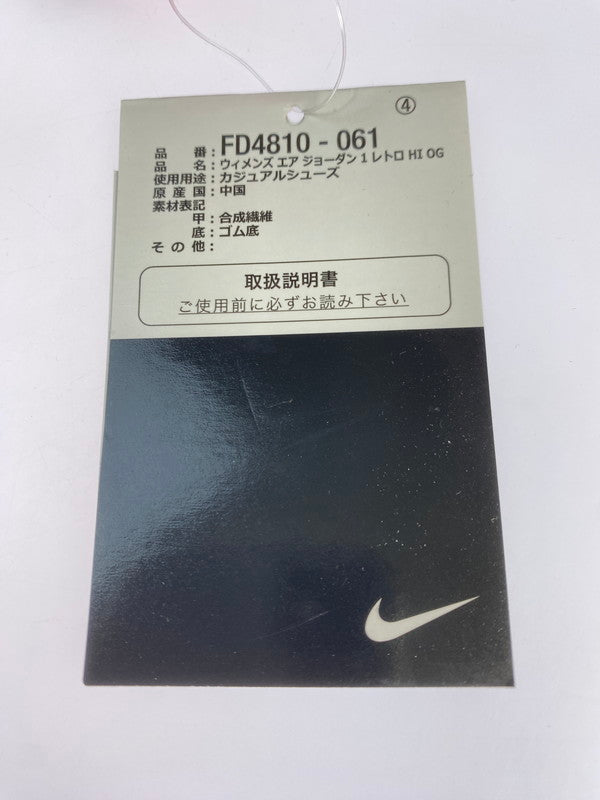 ④
品番：FD4810 - 061
品名：ウィメンズ エア ジョーダン 1 レトロ HI OG
使用用途：カジュアルシューズ
原産国：中国
素材表記
甲：合成繊維
底：ゴム底
その他：
取扱説明書
ご使用前に必ずお読み下さい